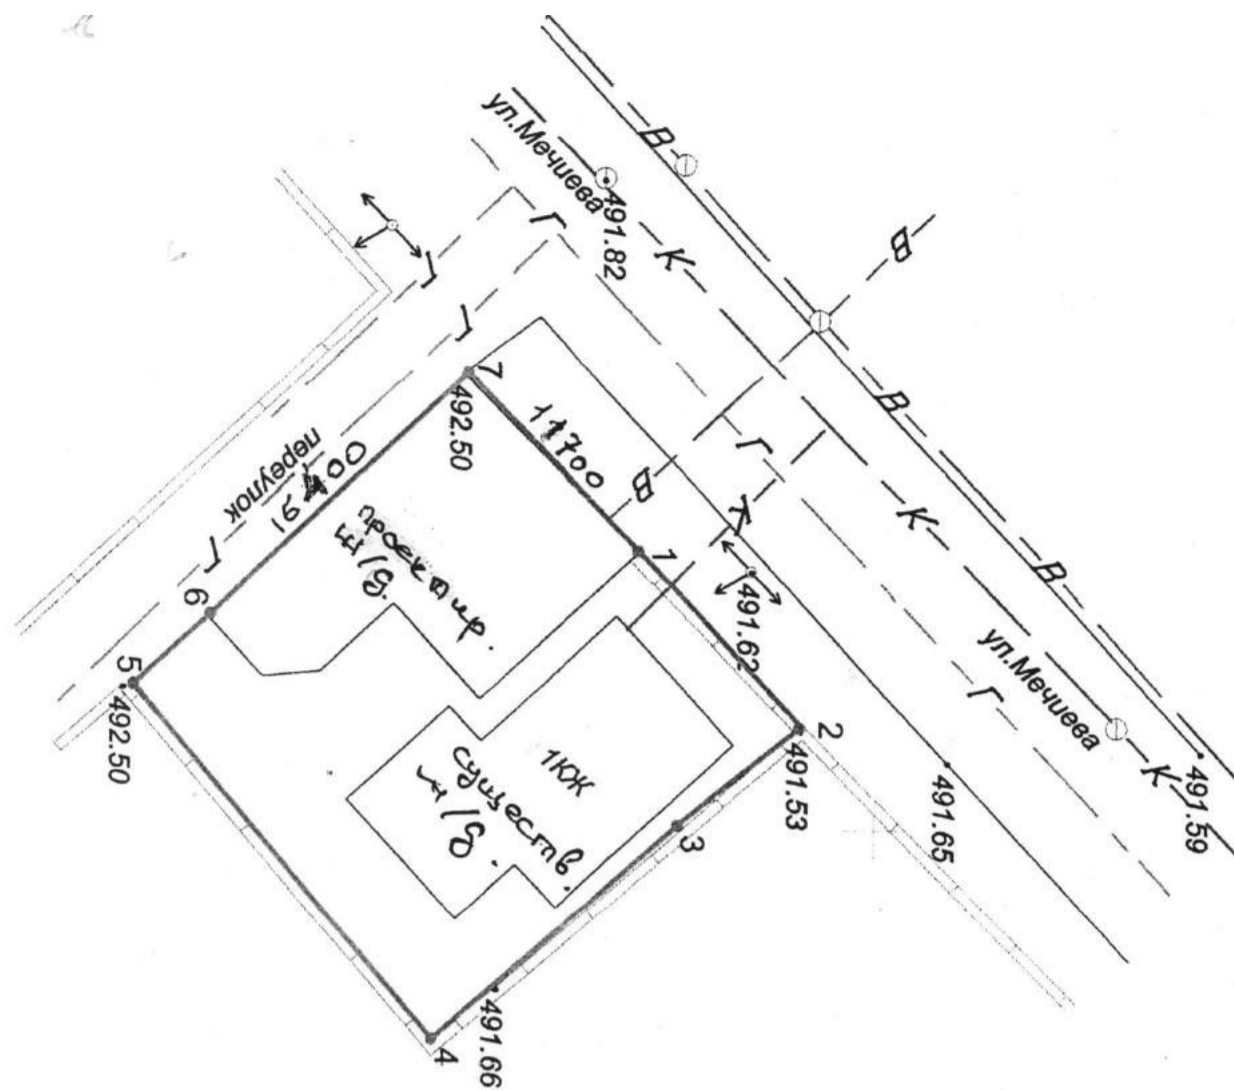 В
ул.Мечиева
491.82
Г
К
В
Г
Г
7
492.50
11700
В
В
Г
К
К
1
491.62
В
переулок
проектир.
ж/д.
ул.Мечиева
6
Г
Г
5
492.50
1КЖ
существ.
ж/д.
2
491.53
3
491.65
К
491.59
491.66
4